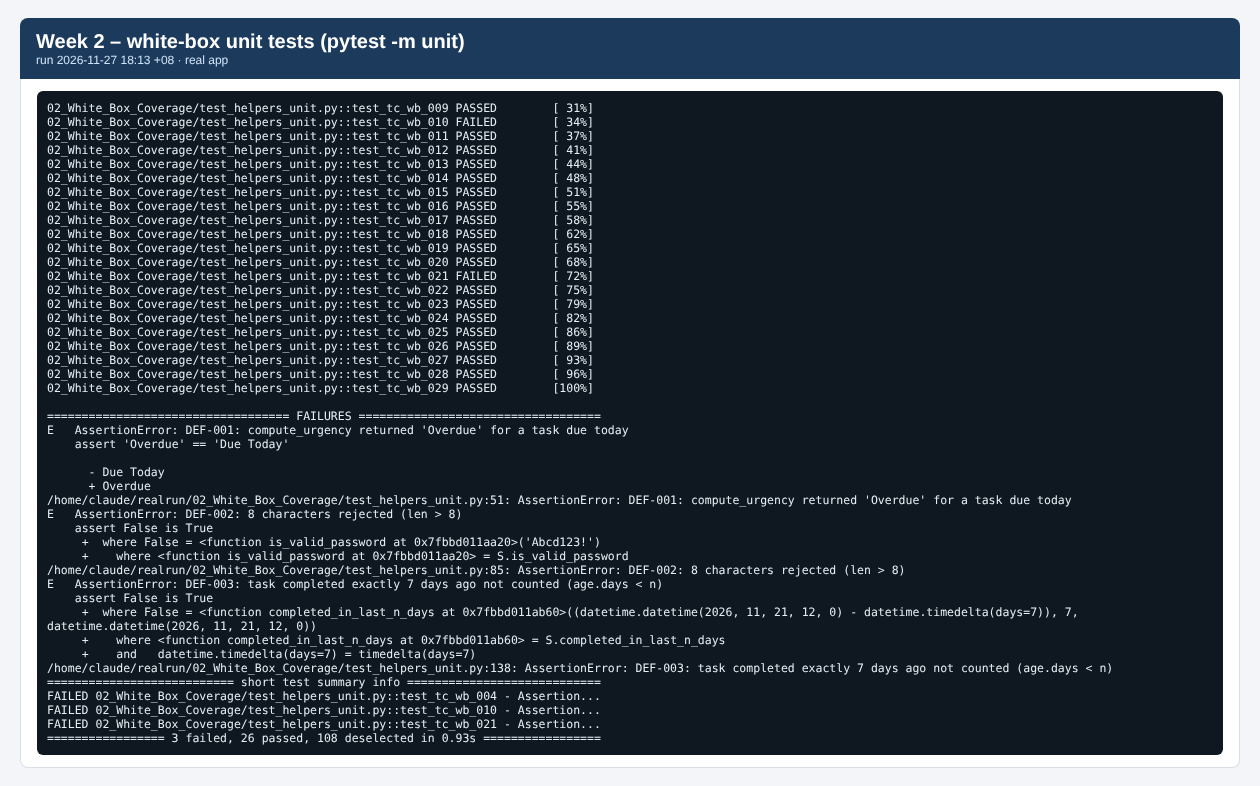 Week 2 – white-box unit tests (pytest -m unit)
run 2026-11-27 18:13 +08 · real app
02_White_Box_Coverage/test_helpers_unit.py::test_tc_wb_009 PASSED        [ 31%]
02_White_Box_Coverage/test_helpers_unit.py::test_tc_wb_010 FAILED        [ 34%]
02_White_Box_Coverage/test_helpers_unit.py::test_tc_wb_011 PASSED        [ 37%]
02_White_Box_Coverage/test_helpers_unit.py::test_tc_wb_012 PASSED        [ 41%]
02_White_Box_Coverage/test_helpers_unit.py::test_tc_wb_013 PASSED        [ 44%]
02_White_Box_Coverage/test_helpers_unit.py::test_tc_wb_014 PASSED        [ 48%]
02_White_Box_Coverage/test_helpers_unit.py::test_tc_wb_015 PASSED        [ 51%]
02_White_Box_Coverage/test_helpers_unit.py::test_tc_wb_016 PASSED        [ 55%]
02_White_Box_Coverage/test_helpers_unit.py::test_tc_wb_017 PASSED        [ 58%]
02_White_Box_Coverage/test_helpers_unit.py::test_tc_wb_018 PASSED        [ 62%]
02_White_Box_Coverage/test_helpers_unit.py::test_tc_wb_019 PASSED        [ 65%]
02_White_Box_Coverage/test_helpers_unit.py::test_tc_wb_020 PASSED        [ 68%]
02_White_Box_Coverage/test_helpers_unit.py::test_tc_wb_021 FAILED        [ 72%]
02_White_Box_Coverage/test_helpers_unit.py::test_tc_wb_022 PASSED        [ 75%]
02_White_Box_Coverage/test_helpers_unit.py::test_tc_wb_023 PASSED        [ 79%]
02_White_Box_Coverage/test_helpers_unit.py::test_tc_wb_024 PASSED        [ 82%]
02_White_Box_Coverage/test_helpers_unit.py::test_tc_wb_025 PASSED        [ 86%]
02_White_Box_Coverage/test_helpers_unit.py::test_tc_wb_026 PASSED        [ 89%]
02_White_Box_Coverage/test_helpers_unit.py::test_tc_wb_027 PASSED        [ 93%]
02_White_Box_Coverage/test_helpers_unit.py::test_tc_wb_028 PASSED        [ 96%]
02_White_Box_Coverage/test_helpers_unit.py::test_tc_wb_029 PASSED        [100%]
=================================== FAILURES ===================================
E   AssertionError: DEF-001: compute_urgency returned 'Overdue' for a task due today
    assert 'Overdue' == 'Due Today'
      - Due Today
      + Overdue
/home/claude/realrun/02_White_Box_Coverage/test_helpers_unit.py:51: AssertionError: DEF-001: compute_urgency returned 'Overdue' for a task due today
E   AssertionError: DEF-002: 8 characters rejected (len > 8)
    assert False is True
     +  where False = <function is_valid_password at 0x7fbbd011aa20>('Abcd123!')
     +    where <function is_valid_password at 0x7fbbd011aa20> = S.is_valid_password
/home/claude/realrun/02_White_Box_Coverage/test_helpers_unit.py:85: AssertionError: DEF-002: 8 characters rejected (len > 8)
E   AssertionError: DEF-003: task completed exactly 7 days ago not counted (age.days < n)
    assert False is True
     +  where False = <function completed_in_last_n_days at 0x7fbbd011ab60>((datetime.datetime(2026, 11, 21, 12, 0) - datetime.timedelta(days=7)), 7,
datetime.datetime(2026, 11, 21, 12, 0))
     +    where <function completed_in_last_n_days at 0x7fbbd011ab60> = S.completed_in_last_n_days
     +    and   datetime.timedelta(days=7) = timedelta(days=7)
/home/claude/realrun/02_White_Box_Coverage/test_helpers_unit.py:138: AssertionError: DEF-003: task completed exactly 7 days ago not counted (age.days < n)
=========================== short test summary info ============================
FAILED 02_White_Box_Coverage/test_helpers_unit.py::test_tc_wb_004 - Assertion...
FAILED 02_White_Box_Coverage/test_helpers_unit.py::test_tc_wb_010 - Assertion...
FAILED 02_White_Box_Coverage/test_helpers_unit.py::test_tc_wb_021 - Assertion...
================= 3 failed, 26 passed, 108 deselected in 0.93s =================